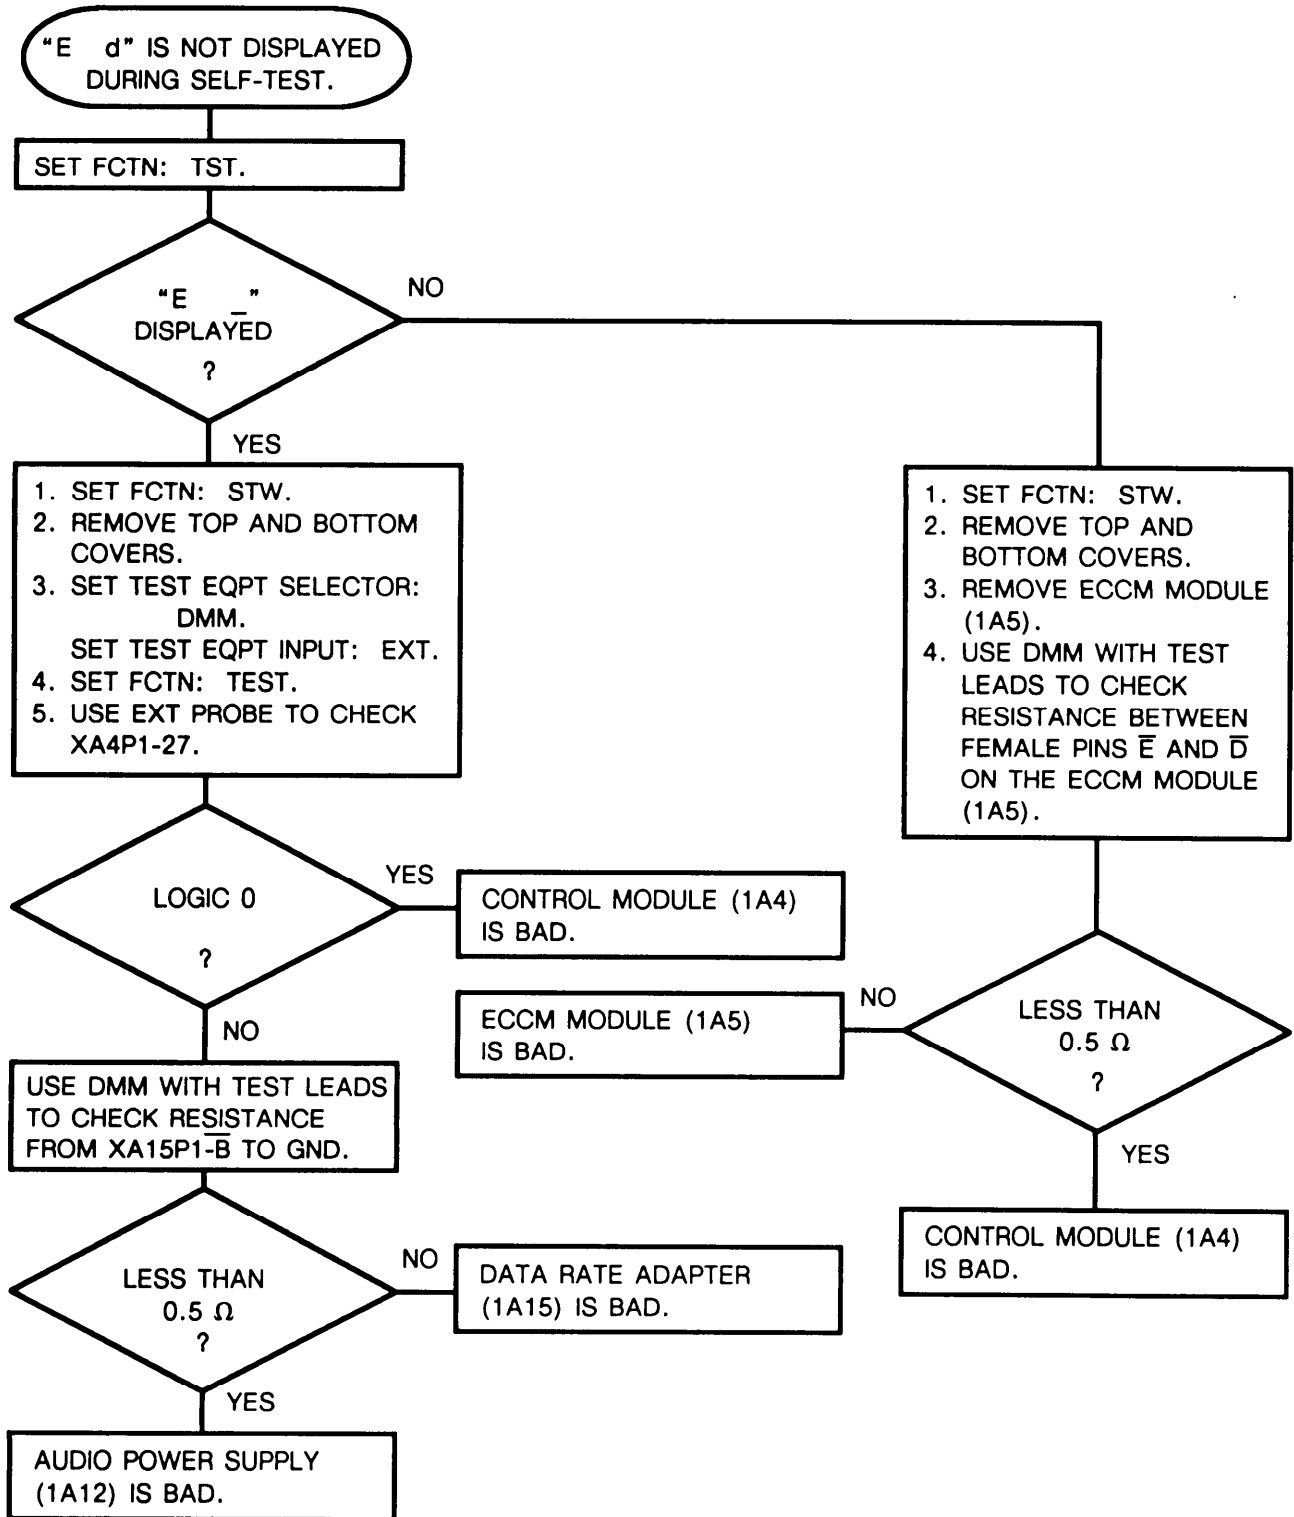 “E d” IS NOT DISPLAYED
DURING SELF-TEST.
SET FCTN: TST.
“E _”
DISPLAYED
?
NO
YES
1. SET FCTN: STW.
2. REMOVE TOP AND BOTTOM
COVERS.
3. SET TEST EQPT SELECTOR:
DMM.
SET TEST EQPT INPUT: EXT.
4. SET FCTN: TEST.
5. USE EXT PROBE TO CHECK
XA4P1-27.
1. SET FCTN: STW.
2. REMOVE TOP AND
BOTTOM COVERS.
3. REMOVE ECCM MODULE
(1A5).
4. USE DMM WITH TEST
LEADS TO CHECK
RESISTANCE BETWEEN
FEMALE PINS E̅ AND D̅
ON THE ECCM MODULE
(1A5).
LOGIC 0
?
YES
CONTROL MODULE (1A4)
IS BAD.
NO
LESS THAN
0.5 Ω
?
NO
ECCM MODULE (1A5)
IS BAD.
YES
CONTROL MODULE (1A4)
IS BAD.
USE DMM WITH TEST LEADS
TO CHECK RESISTANCE
FROM XA15P1-B̅ TO GND.
LESS THAN
0.5 Ω
?
NO
DATA RATE ADAPTER
(1A15) IS BAD.
YES
AUDIO POWER SUPPLY
(1A12) IS BAD.